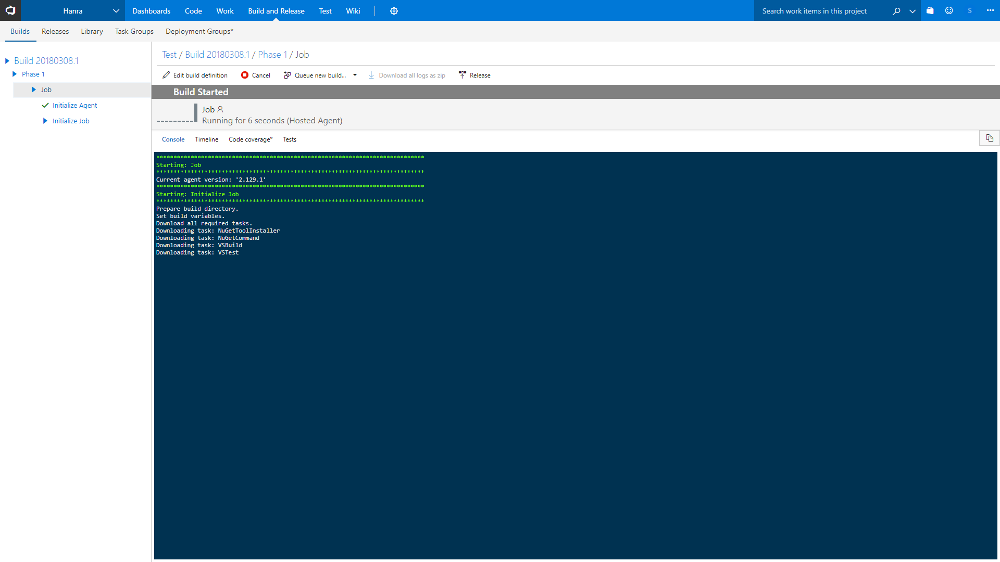 Hanra Dashboards Code Work Build and Release Test Wiki Search work items in this project S
Builds Releases Library Task Groups Deployment Groups*
Build 20180308.1
Phase 1
Job
Initialize Agent
Initialize Job
Test / Build 20180308.1 / Phase 1 / Job
Edit build definition Cancel Queue new build... Download all logs as zip Release
Build Started
Job
Running for 6 seconds (Hosted Agent)
Console Timeline Code coverage* Tests
******************************************************************************
Starting: Job
******************************************************************************
Current agent version: '2.129.1'
******************************************************************************
Starting: Initialize Job
******************************************************************************
Prepare build directory.
Set build variables.
Download all required tasks.
Downloading task: NuGetToolInstaller
Downloading task: NuGetCommand
Downloading task: VSBuild
Downloading task: VSTest